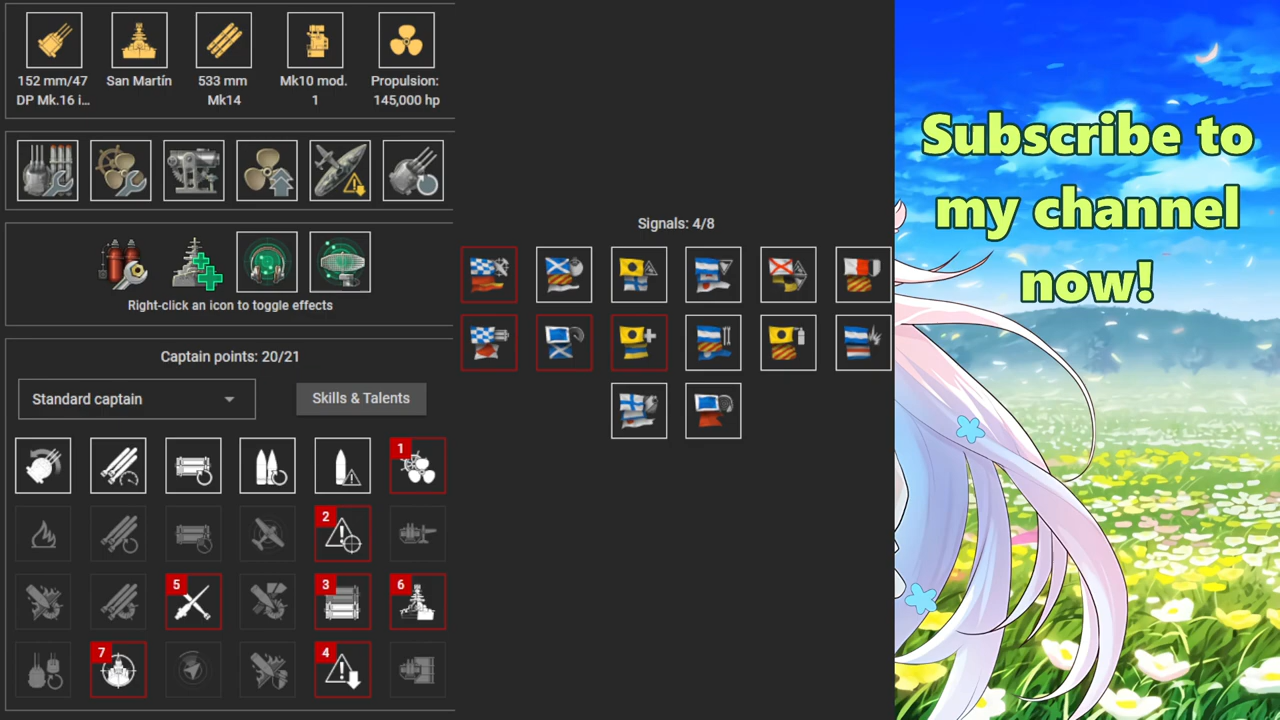 152 mm/47
DP Mk.16 i...
San Martín
533 mm
Mk14
Mk10 mod.
1
Propulsion:
145,000 hp
Right-click an icon to toggle effects
Captain points: 20/21
Standard captain
Skills & Talents
1
2
5
3
6
7
4
Signals: 4/8
Subscribe to
my channel
now!